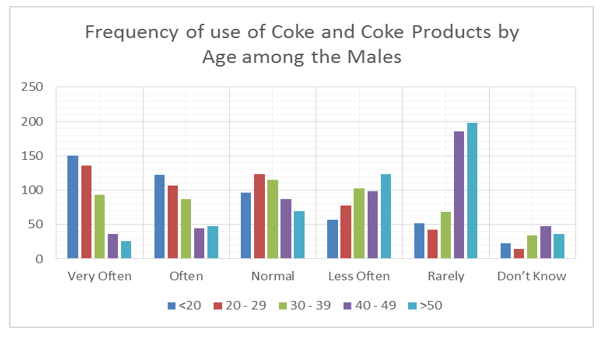 Frequency of use of Coke and Coke Products by
Age among the Males
250
200
150
100
50
0
Very Often Often Normal Less Often Rarely Don't Know
<20 20 - 29 30 - 39 40 - 49 >50